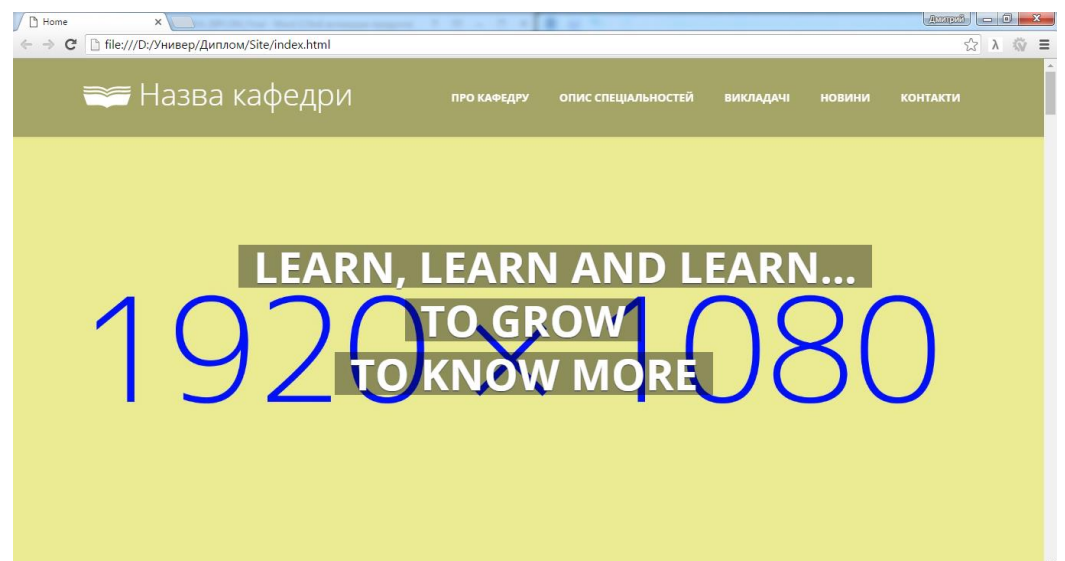 Home
Дмитрий
file:///D:/Универ/Диплом/Site/index.html
Назва кафедри
ПРО КАФЕДРУ ОПИС СПЕЦІАЛЬНОСТЕЙ ВИКЛАДАЧІ НОВИНИ КОНТАКТИ
LEARN, LEARN AND LEARN...
1920 × 1080
TO GROW
TO KNOW MORE